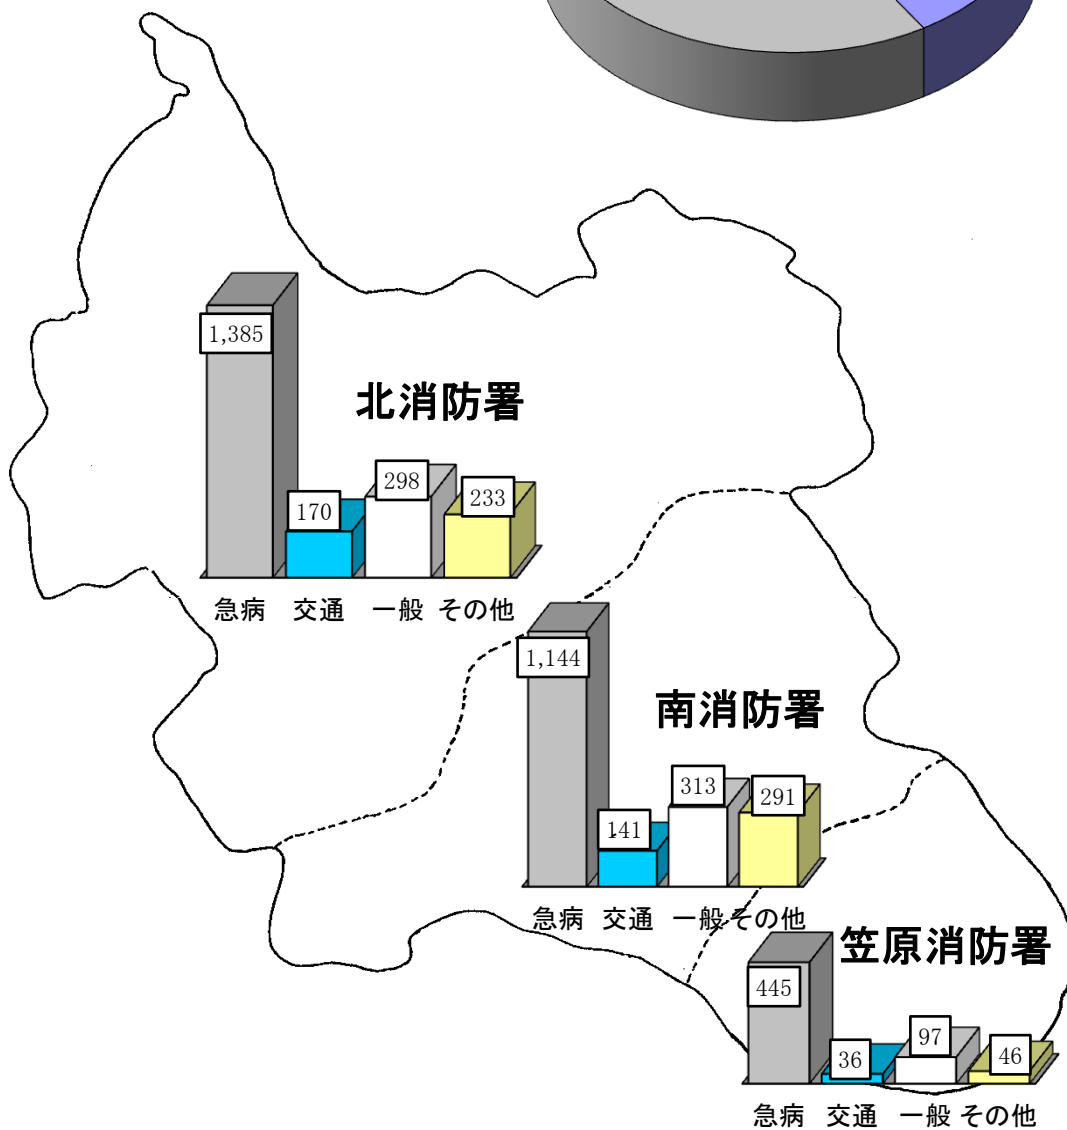 1,385
北消防署
298
233
170
急病 交通 一般 その他
1,144
南消防署
313
291
141
急病 交通 一般 その他
笠原消防署
445
97
36
46
急病 交通 一般 その他